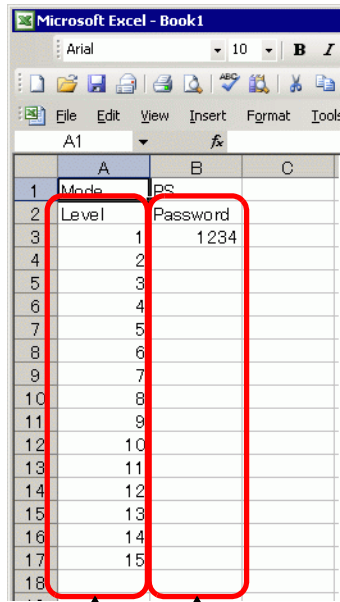 Microsoft Excel - Book1
Arial 10 B I
ABC
File Edit View Insert Format Tools
A1 fx
A B C
1 Mode PS
2 Level Password
3 1 1234
4 2
5 3
6 4
7 5
8 6
9 7
10 8
11 9
12 10
13 11
14 12
15 13
16 14
17 15
18